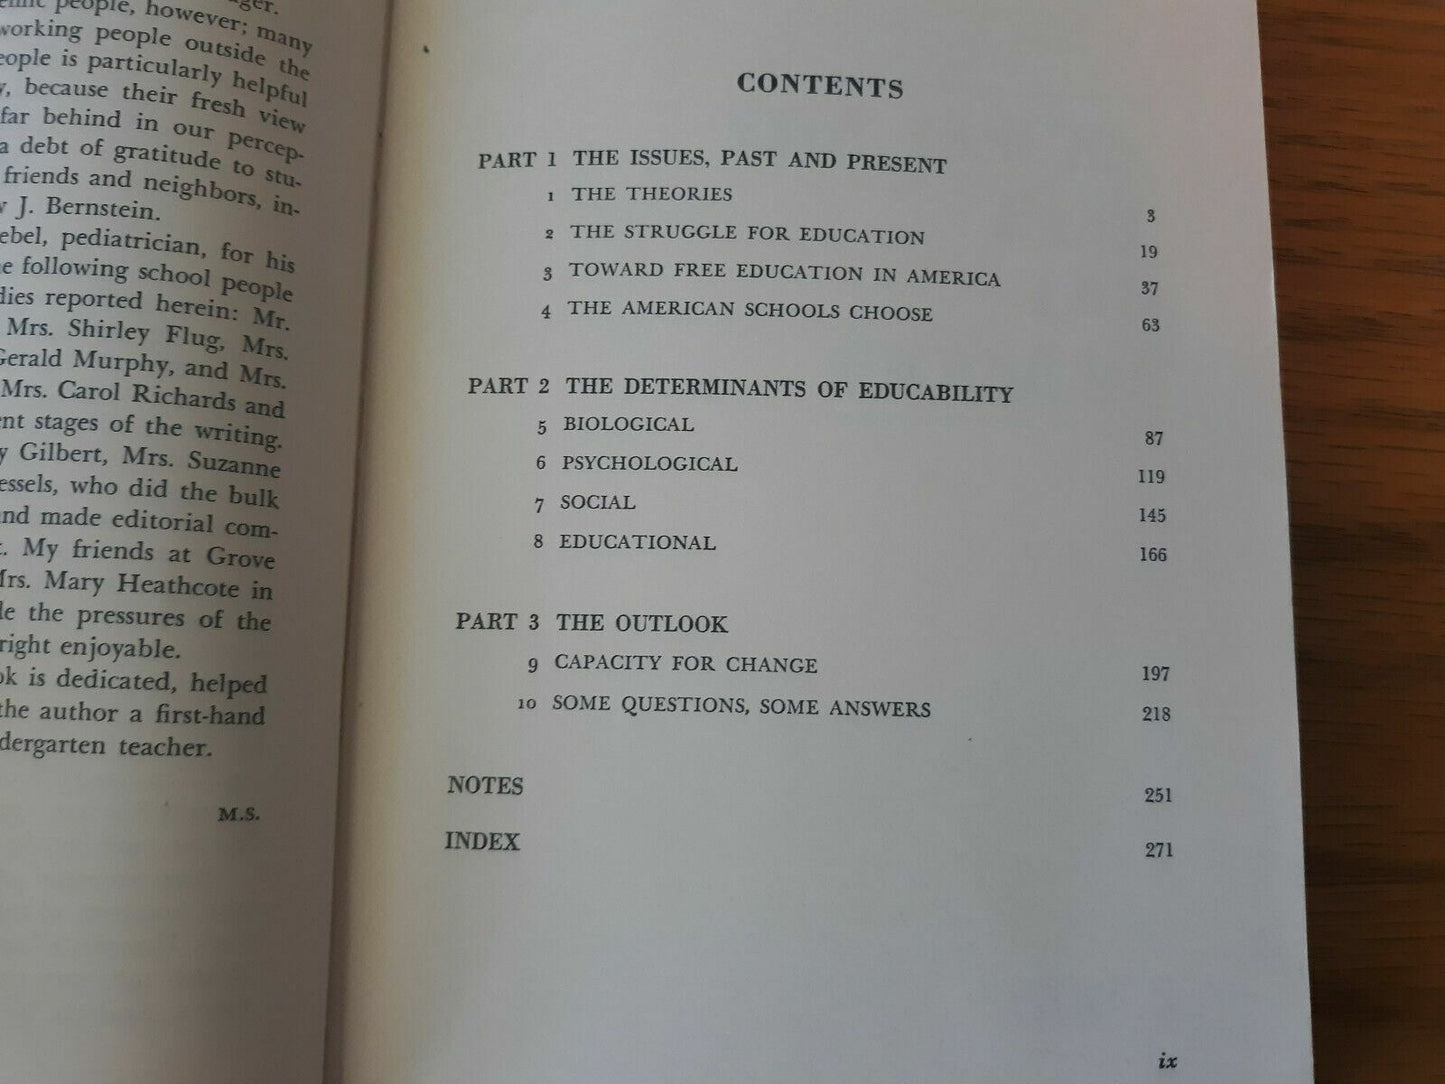 people, however; many
working people outside the
people is particularly helpful
because their fresh view
far behind in our percep-
a debt of gratitude to stu-
friends and neighbors, in-
J. Bernstein.
pediatrician, for his
following school people
reported herein: Mr.
Mrs. Shirley Flug, Mrs.
Gerald Murphy, and Mrs.
Mrs. Carol Richards and
stages of the writing.
Gilbert, Mrs. Suzanne
who did the bulk
and made editorial com-
My friends at Grove
Mrs. Mary Heathcote in
the pressures of the
right enjoyable.
is dedicated, helped
the author a first-hand
teacher.
M.S.
CONTENTS
PART 1 THE ISSUES, PAST AND PRESENT
1 THE THEORIES 3
2 THE STRUGGLE FOR EDUCATION 19
3 TOWARD FREE EDUCATION IN AMERICA 37
4 THE AMERICAN SCHOOLS CHOOSE 63
PART 2 THE DETERMINANTS OF EDUCABILITY
5 BIOLOGICAL 87
6 PSYCHOLOGICAL 119
7 SOCIAL 145
8 EDUCATIONAL 166
PART 3 THE OUTLOOK
9 CAPACITY FOR CHANGE 197
10 SOME QUESTIONS, SOME ANSWERS 218
NOTES 251
INDEX 271
ix